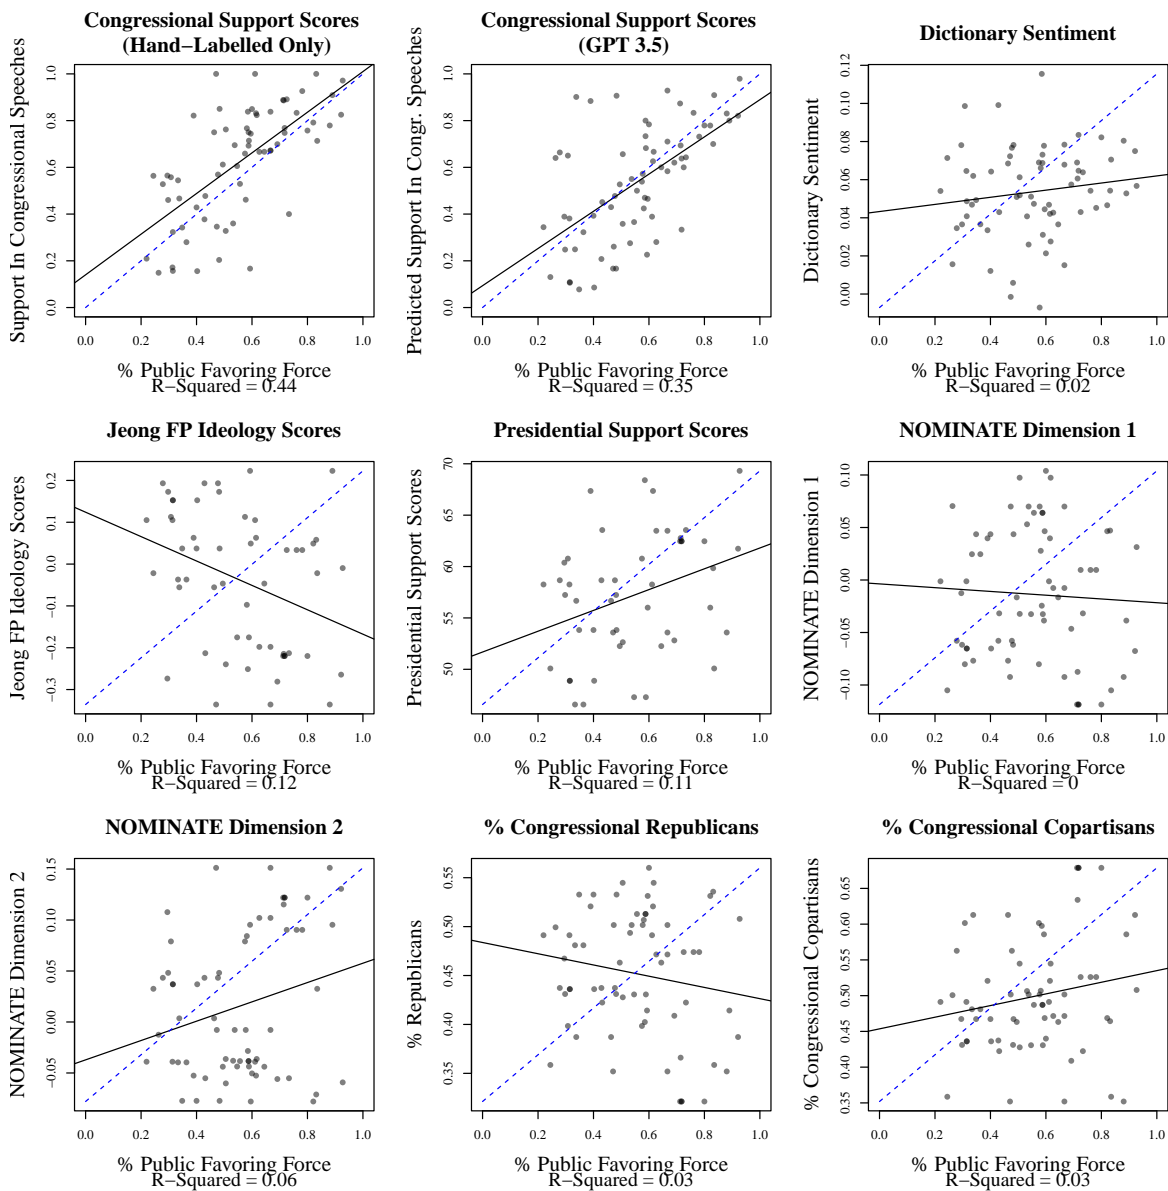 Congressional Support Scores
(Hand−Labelled Only)
Support In Congressional Speeches
1.0
0.8
0.6
0.4
0.2
0.0
0.0 0.2 0.4 0.6 0.8 1.0
% Public Favoring Force
R−Squared = 0.44
Congressional Support Scores
(GPT 3.5)
Predicted Support In Congr. Speeches
1.0
0.8
0.6
0.4
0.2
0.0
0.0 0.2 0.4 0.6 0.8 1.0
% Public Favoring Force
R−Squared = 0.35
Dictionary Sentiment
Dictionary Sentiment
0.12
0.10
0.08
0.06
0.04
0.02
0.00
0.0 0.2 0.4 0.6 0.8 1.0
% Public Favoring Force
R−Squared = 0.02
Jeong FP Ideology Scores
Jeong FP Ideology Scores
0.2
0.1
0.0
−0.1
−0.2
−0.3
0.0 0.2 0.4 0.6 0.8 1.0
% Public Favoring Force
R−Squared = 0.12
Presidential Support Scores
Presidential Support Scores
70
65
60
55
50
0.0 0.2 0.4 0.6 0.8 1.0
% Public Favoring Force
R−Squared = 0.11
NOMINATE Dimension 1
NOMINATE Dimension 1
0.10
0.05
0.00
−0.05
−0.10
0.0 0.2 0.4 0.6 0.8 1.0
% Public Favoring Force
R−Squared = 0
NOMINATE Dimension 2
NOMINATE Dimension 2
0.15
0.10
0.05
0.00
−0.05
0.0 0.2 0.4 0.6 0.8 1.0
% Public Favoring Force
R−Squared = 0.06
% Congressional Republicans
% Republicans
0.55
0.50
0.45
0.40
0.35
0.0 0.2 0.4 0.6 0.8 1.0
% Public Favoring Force
R−Squared = 0.03
% Congressional Copartisans
% Congressional Copartisans
0.65
0.60
0.55
0.50
0.45
0.40
0.35
0.0 0.2 0.4 0.6 0.8 1.0
% Public Favoring Force
R−Squared = 0.03